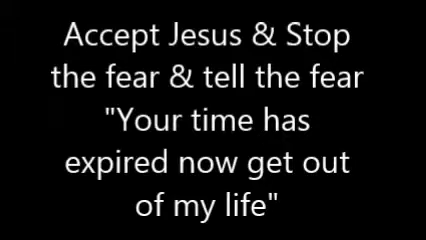 Accept Jesus & Stop
the fear & tell the fear
"Your time has
expired now get out
of my life"